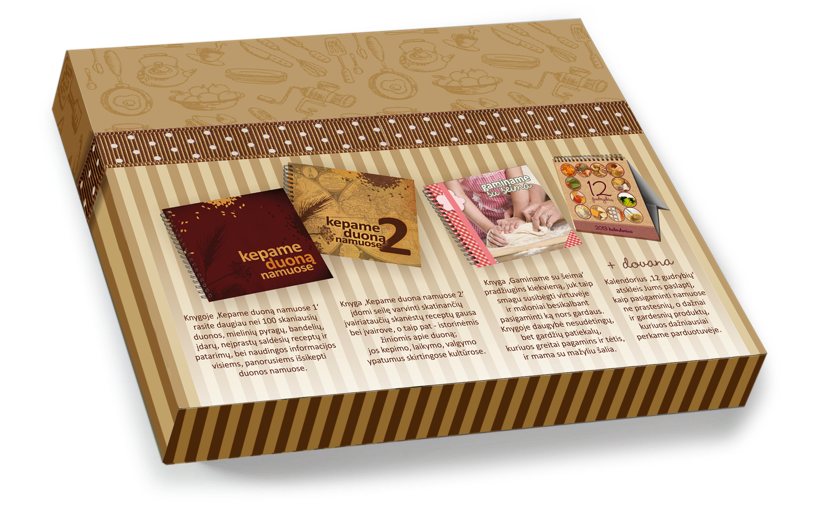 kepame
duoną
namuose
kepame
duoną
namuose 2
gaminame
su šeima
12
+ dovana
Knygoje ‚Kepame duoną namuose 1'
rasite daugiau nei 100 skaniausių
duonos, mielinių pyragų, bandelių,
įdarų, neįprastų saldėsių receptų ir
patarimų, bei naudingos informacijos
visiems, panorusiems išsikepti
duonos namuose.
Knyga ‚Kepame duona namuose 2'
įdomi seilę varvinti skatinančių,
įvairiataučių skanėstų receptų gausa
bei įvairove, o taip pat - istorinėmis
žiniomis apie duoną,
jos kepimo, laikymo, valgymo
ypatumus skirtingose kultūrose.
Knyga ‚Gaminame su šeima'
pradžiugins kiekvieną, juk taip
smagu susibėgti virtuvėje
ir maloniai besikalbant
pasigaminti ką nors gardaus.
Knygoje daugybė nesudėtingų,
bet gardžių patiekalų,
kuriuos greitai pagamins ir tėtis,
ir mama su mažyliu šalia.
Kalendorius ‚12 gustybių'
atskleis Jums paslaptį,
kaip pasigaminti namuose
ne prastesnių, o dažnai
ir gardesnių produktų,
kuriuos dažniausiai
perkame parduotuvėje.